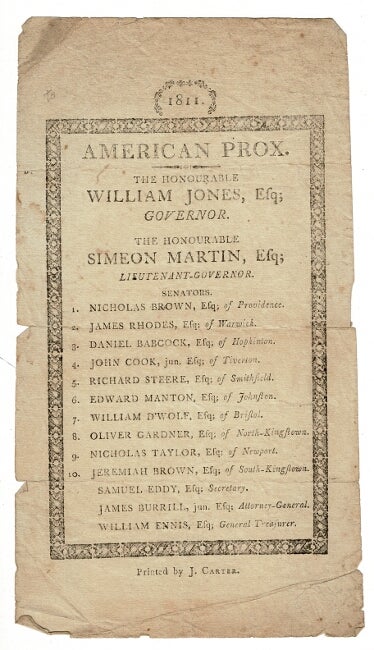 1811.
AMERICAN PROX.
THE HONOURABLE
WILLIAM JONES, Eſq;
GOVERNOR.
THE HONOURABLE
SIMEON MARTIN, Eſq;
LIEUTENANT-GOVERNOR.
SENATORS.
1. NICHOLAS BROWN, Eſq; of Providence.
2. JAMES RHODES, Eſq; of Warwick.
3. DANIEL BABCOCK, Eſq; of Hopkinton.
4. JOHN COOK, jun. Eſq; of Tiverton.
5. RICHARD STEERE, Eſq; of Smithfield.
6. EDWARD MANTON, Eſq; of Johnſton.
7. WILLIAM D'WOLF, Eſq; of Briſtol.
8. OLIVER GARDNER, Eſq; of North-Kingſtown.
9. NICHOLAS TAYLOR, Eſq; of Newport.
10. JEREMIAH BROWN, Eſq; of South-Kingſtown.
SAMUEL EDDY, Eſq; Secretary.
JAMES BURRILL, jun. Eſq; Attorney-General.
WILLIAM ENNIS, Eſq; General Treaſurer.
Printed by J. CARTER.